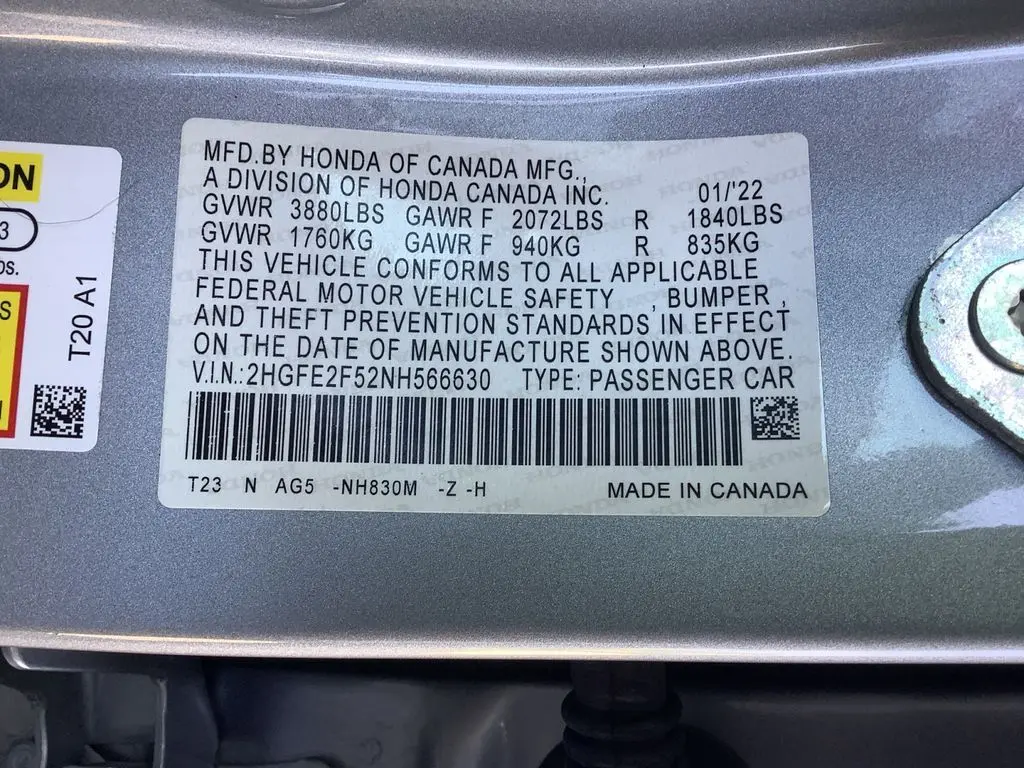 MFD.BY HONDA OF CANADA MFG.,
A DIVISION OF HONDA CANADA INC. 01/'22
GVWR 3880LBS GAWR F 2072LBS R 1840LBS
GVWR 1760KG GAWR F 940KG R 835KG
THIS VEHICLE CONFORMS TO ALL APPLICABLE
FEDERAL MOTOR VEHICLE SAFETY, BUMPER,
AND THEFT PREVENTION STANDARDS IN EFFECT
ON THE DATE OF MANUFACTURE SHOWN ABOVE.
V.I.N.:2HGFE2F52NH566630 TYPE: PASSENGER CAR
T23 N AG5 -NH830M -Z -H MADE IN CANADA
ON
3
S
T20 A1